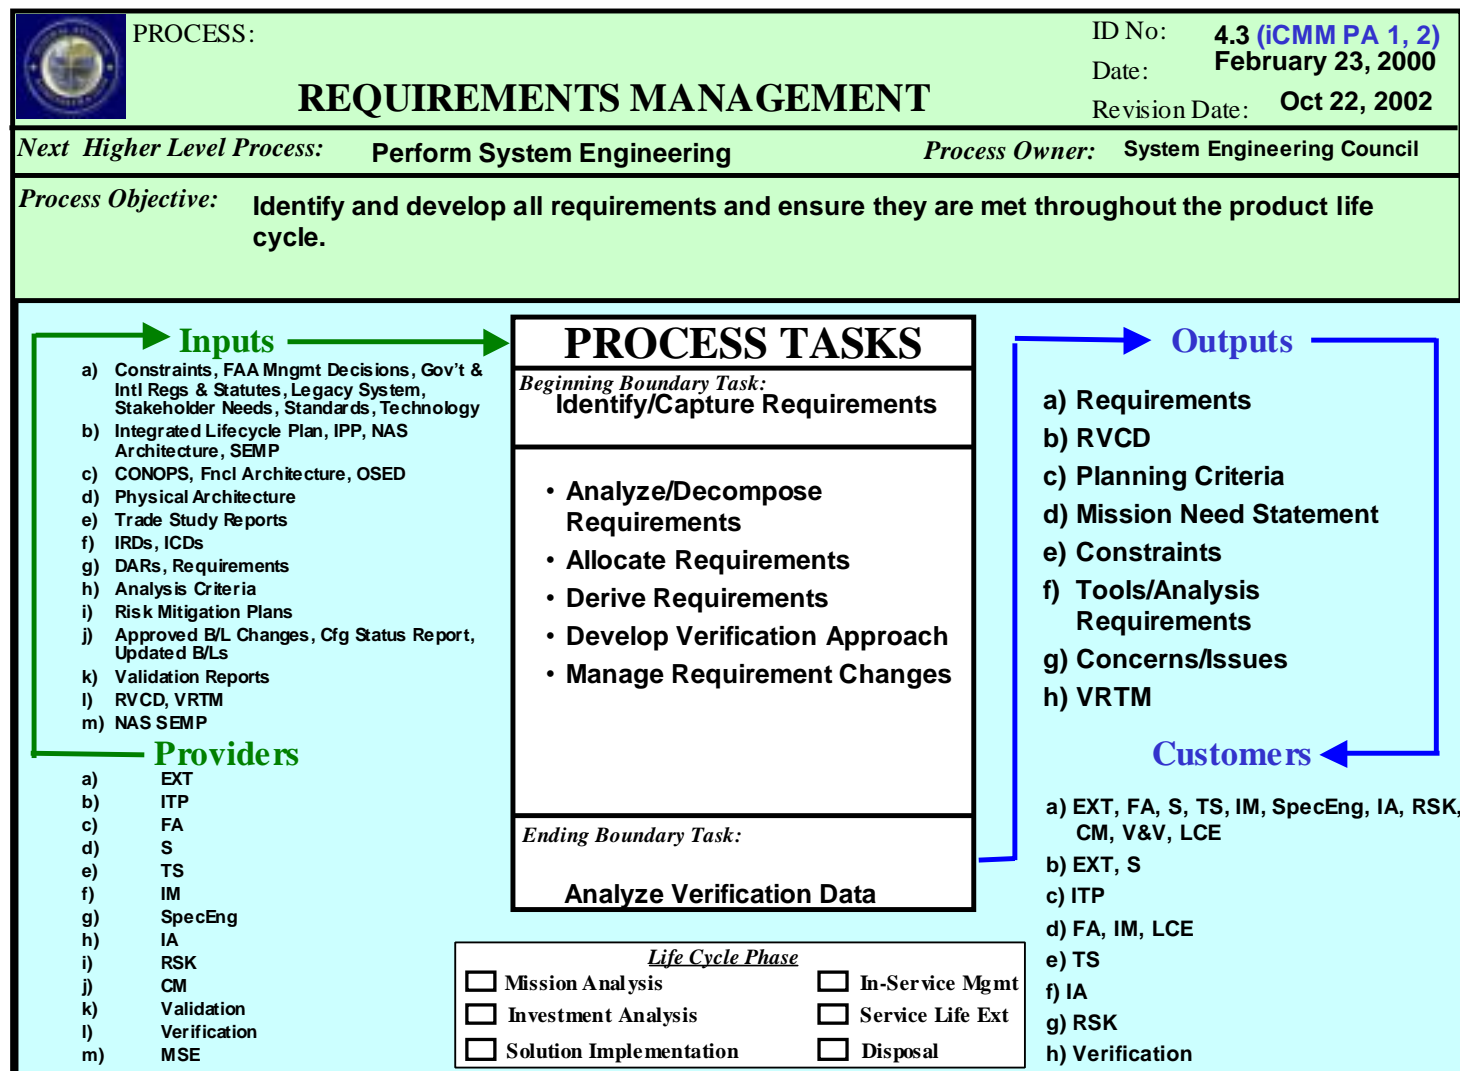 PROCESS:
REQUIREMENTS MANAGEMENT
ID No: 4.3 (iCMM PA 1, 2)
Date: February 23, 2000
Revision Date: Oct 22, 2002
Next Higher Level Process: Perform System Engineering
Process Owner: System Engineering Council
Process Objective: Identify and develop all requirements and ensure they are met throughout the product life
cycle.
Inputs
a) Constraints, FAA Mngmt Decisions, Gov't &
Intl Regs & Statutes, Legacy System,
Stakeholder Needs, Standards, Technology
b) Integrated Lifecycle Plan, IPP, NAS
Architecture, SEMP
c) CONOPS, Fncl Architecture, OSED
d) Physical Architecture
e) Trade Study Reports
f) IRDs, ICDs
g) DARs, Requirements
h) Analysis Criteria
i) Risk Mitigation Plans
j) Approved B/L Changes, Cfg Status Report,
Updated B/Ls
k) Validation Reports
l) RVCD, VRTM
m) NAS SEMP
Providers
a) EXT
b) ITP
c) FA
d) S
e) TS
f) IM
g) SpecEng
h) IA
i) RSK
j) CM
k) Validation
l) Verification
m) MSE
PROCESS TASKS
Beginning Boundary Task:
Identify/Capture Requirements
• Analyze/Decompose
Requirements
• Allocate Requirements
• Derive Requirements
• Develop Verification Approach
• Manage Requirement Changes
Ending Boundary Task:
Analyze Verification Data
Life Cycle Phase
Mission Analysis
Investment Analysis
Solution Implementation
In-Service Mgmt
Service Life Ext
Disposal
Outputs
a) Requirements
b) RVCD
c) Planning Criteria
d) Mission Need Statement
e) Constraints
f) Tools/Analysis
Requirements
g) Concerns/Issues
h) VRTM
Customers
a) EXT, FA, S, TS, IM, SpecEng, IA, RSK,
CM, V&V, LCE
b) EXT, S
c) ITP
d) FA, IM, LCE
e) TS
f) IA
g) RSK
h) Verification